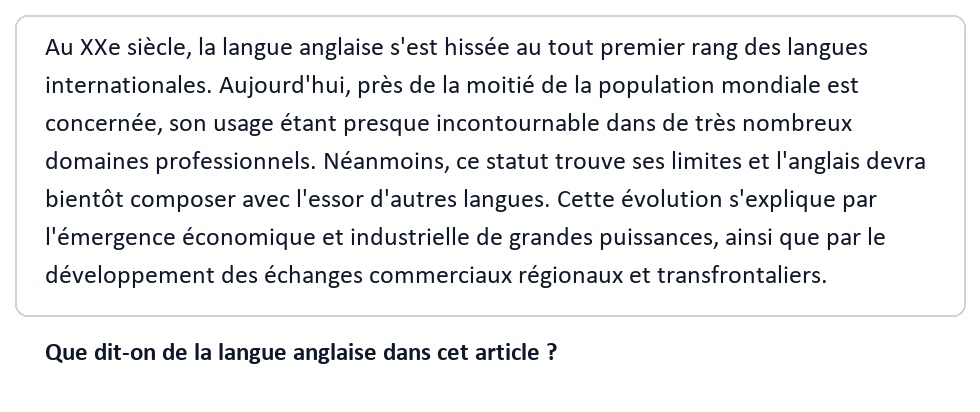 Au XXe siècle, la langue anglaise s'est hissée au tout premier rang des langues
internationales. Aujourd'hui, près de la moitié de la population mondiale est
concernée, son usage étant presque incontournable dans de très nombreux
domaines professionnels. Néanmoins, ce statut trouve ses limites et l'anglais devra
bientôt composer avec l'essor d'autres langues. Cette évolution s'explique par
l'émergence économique et industrielle de grandes puissances, ainsi que par le
développement des échanges commerciaux régionaux et transfrontaliers.
Que dit-on de la langue anglaise dans cet article ?